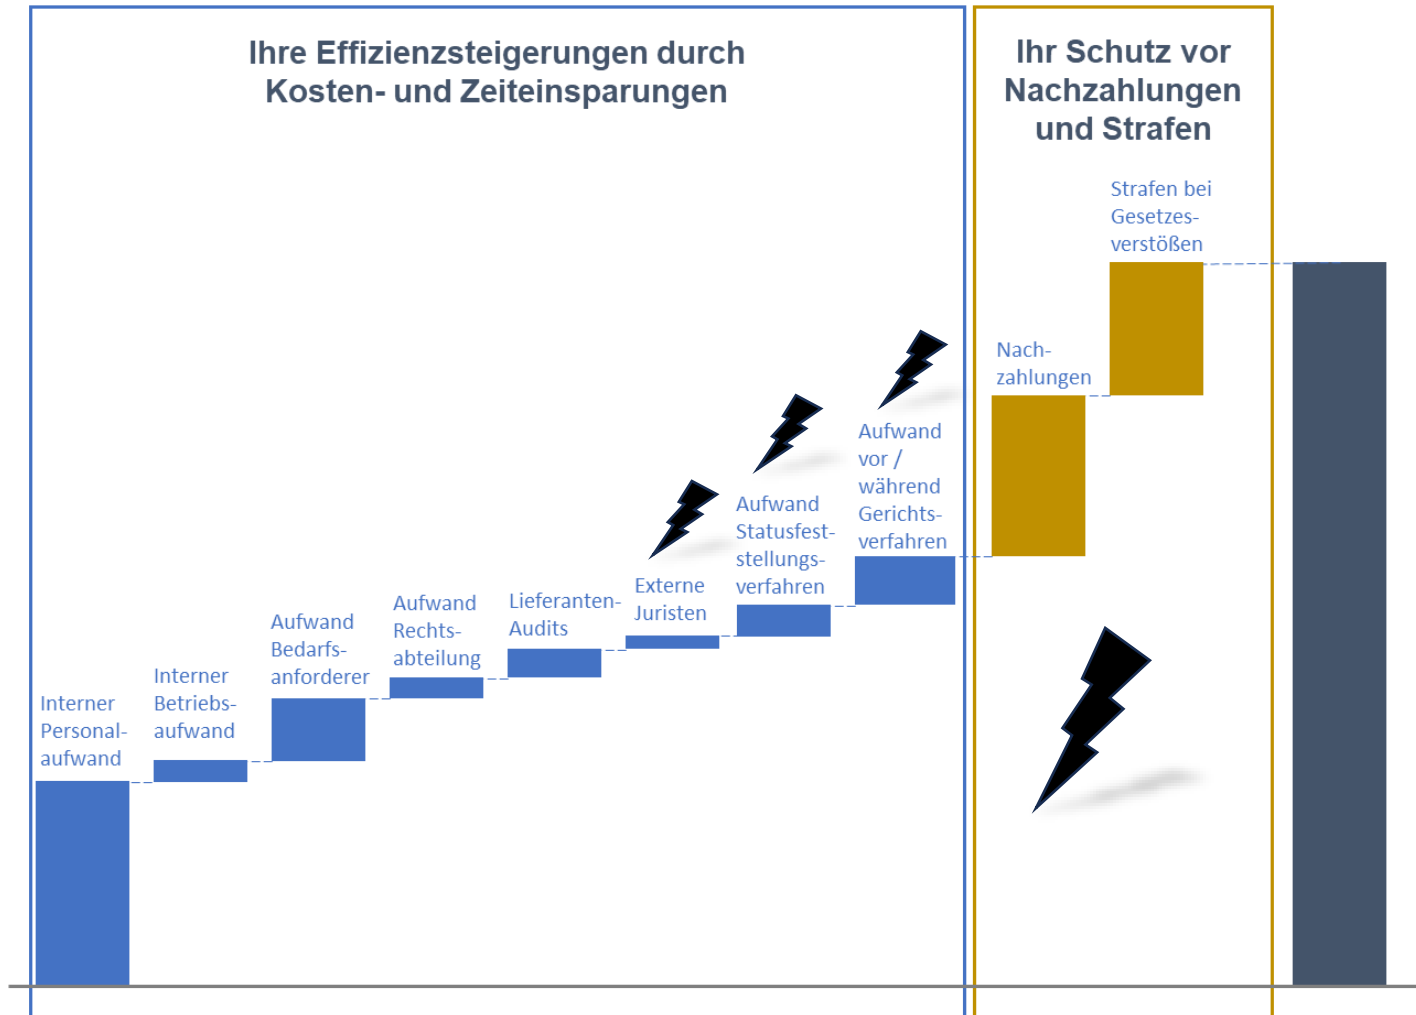 Ihre Effizienzsteigerungen durch
Kosten- und Zeiteinsparungen
Ihr Schutz vor
Nachzahlungen
und Strafen
Interner
Personal-
aufwand
Interner
Betriebs-
aufwand
Aufwand
Bedarfs-
anforderer
Aufwand
Rechts-
abteilung
Lieferanten-
Audits
Externe
Juristen
Aufwand
Statusfest-
stellungs-
verfahren
Aufwand
vor /
während
Gerichts-
verfahren
Nach-
zahlungen
Strafen bei
Gesetzes-
verstößen